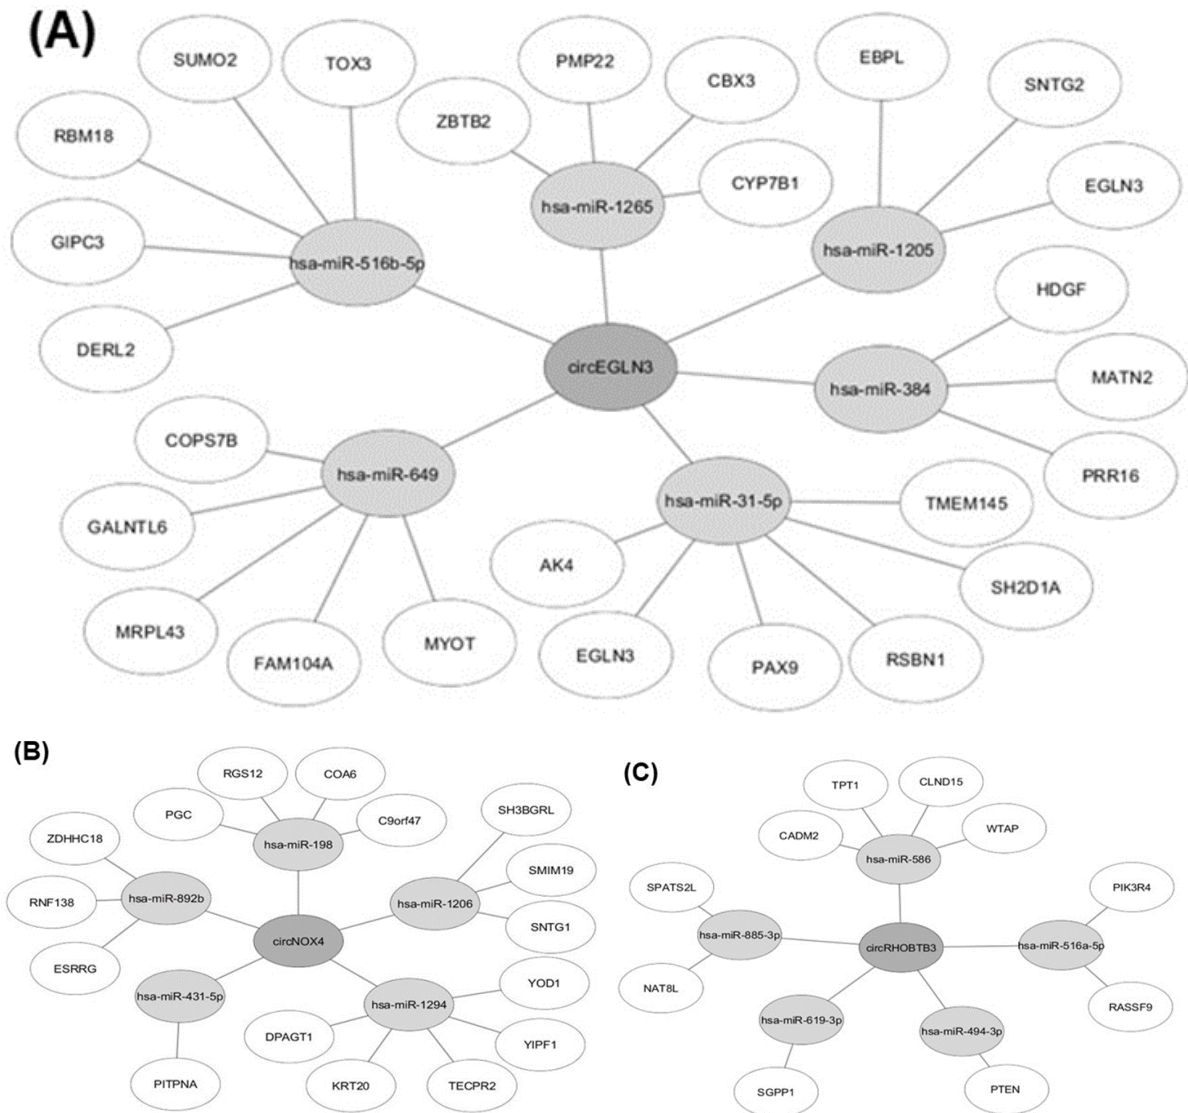 (A)
SUMO2
TOX3
PMP22
CBX3
EBPL
SNTG2
RBM18
ZBTB2
CYP7B1
EGLN3
hsa-miR-1265
GIPC3
hsa-miR-516b-5p
hsa-miR-1205
HDGF
DERL2
circEGLN3
hsa-miR-384
MATN2
COPS7B
hsa-miR-649
PRR16
hsa-miR-31-5p
TMEM145
GALNTL6
AK4
SH2D1A
MRPL43
FAM104A
MYOT
EGLN3
PAX9
RSBN1
(B)
RGS12
COA6
PGC
C9orf47
SH3BGRL
ZDHHC18
hsa-miR-198
SMIM19
RNF138
hsa-miR-892b
hsa-miR-1206
SNTG1
circNOX4
ESRRG
hsa-miR-431-5p
hsa-miR-1294
YOD1
DPAGT1
YIPF1
PITPNA
KRT20
TECPR2
(C)
TPT1
CLND15
CADM2
WTAP
hsa-miR-586
SPATS2L
PIK3R4
hsa-miR-885-3p
circRHOBTB3
hsa-miR-516a-5p
NAT8L
RASSF9
hsa-miR-619-3p
hsa-miR-494-3p
SGPP1
PTEN